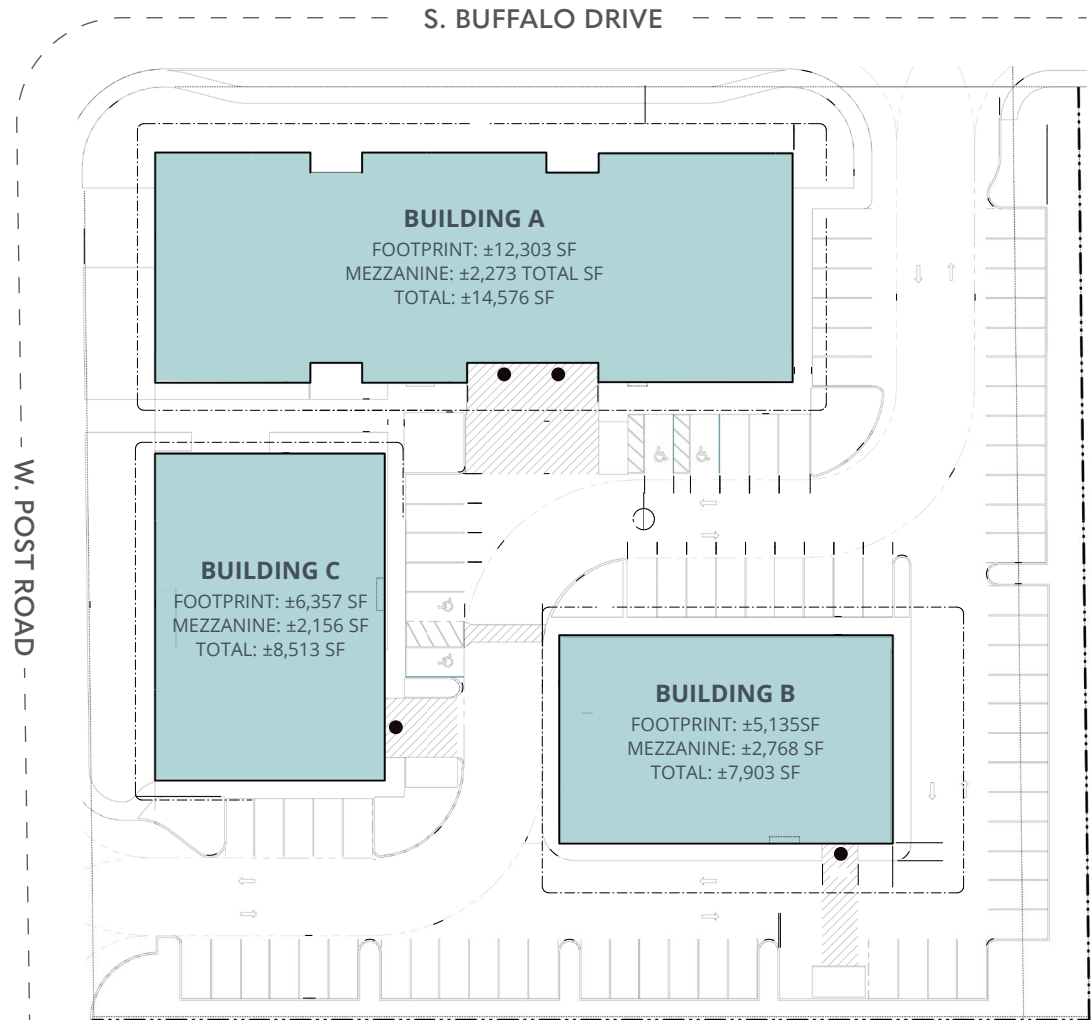 S. BUFFALO DRIVE
BUILDING A
FOOTPRINT: ±12,303 SF
MEZZANINE: ±2,273 TOTAL SF
TOTAL: ±14,576 SF
W. POST ROAD
BUILDING C
FOOTPRINT: ±6,357 SF
MEZZANINE: ±2,156 SF
TOTAL: ±8,513 SF
BUILDING B
FOOTPRINT: ±5,135SF
MEZZANINE: ±2,768 SF
TOTAL: ±7,903 SF